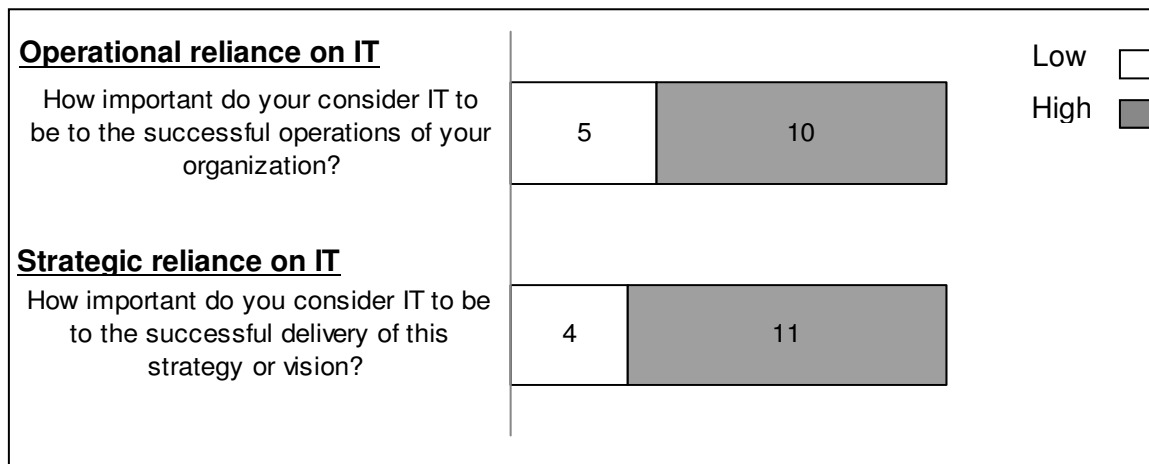 Operational reliance on IT
How important do your consider IT to
be to the successful operations of your
organization?
5
10
Low
High
Strategic reliance on IT
How important do you consider IT to be
to the successful delivery of this
strategy or vision?
4
11